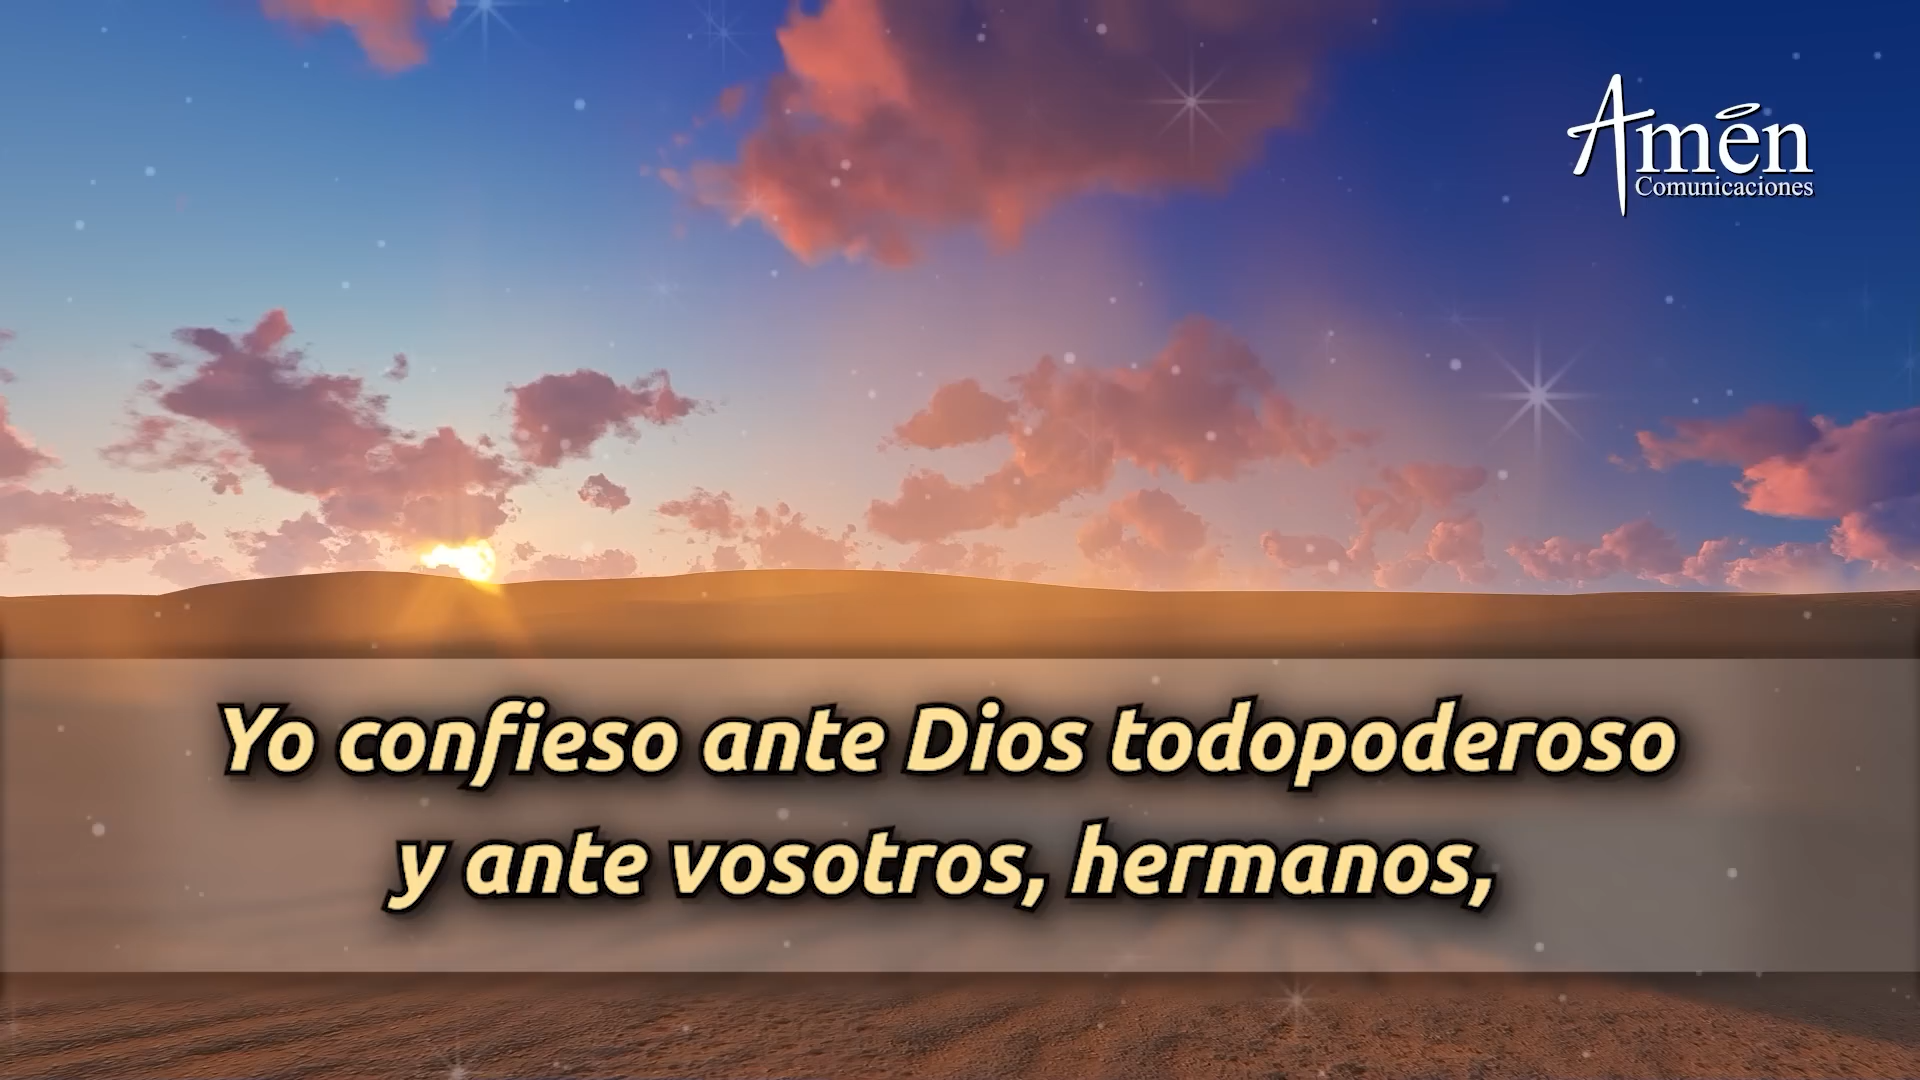 Amén
Comunicaciones
Yo confieso ante Dios todopoderoso
y ante vosotros, hermanos,